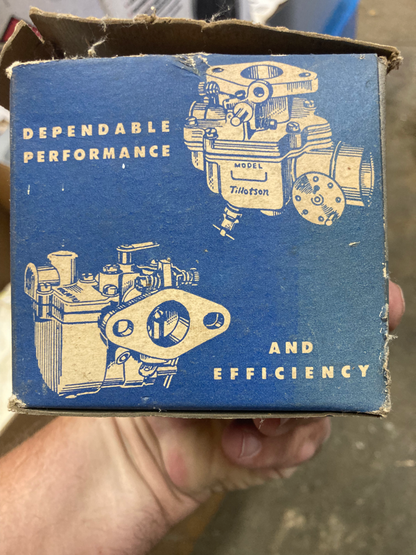 DEPENDABLE
PERFORMANCE
MODEL
Tillotson
AND
EFFICIENCY